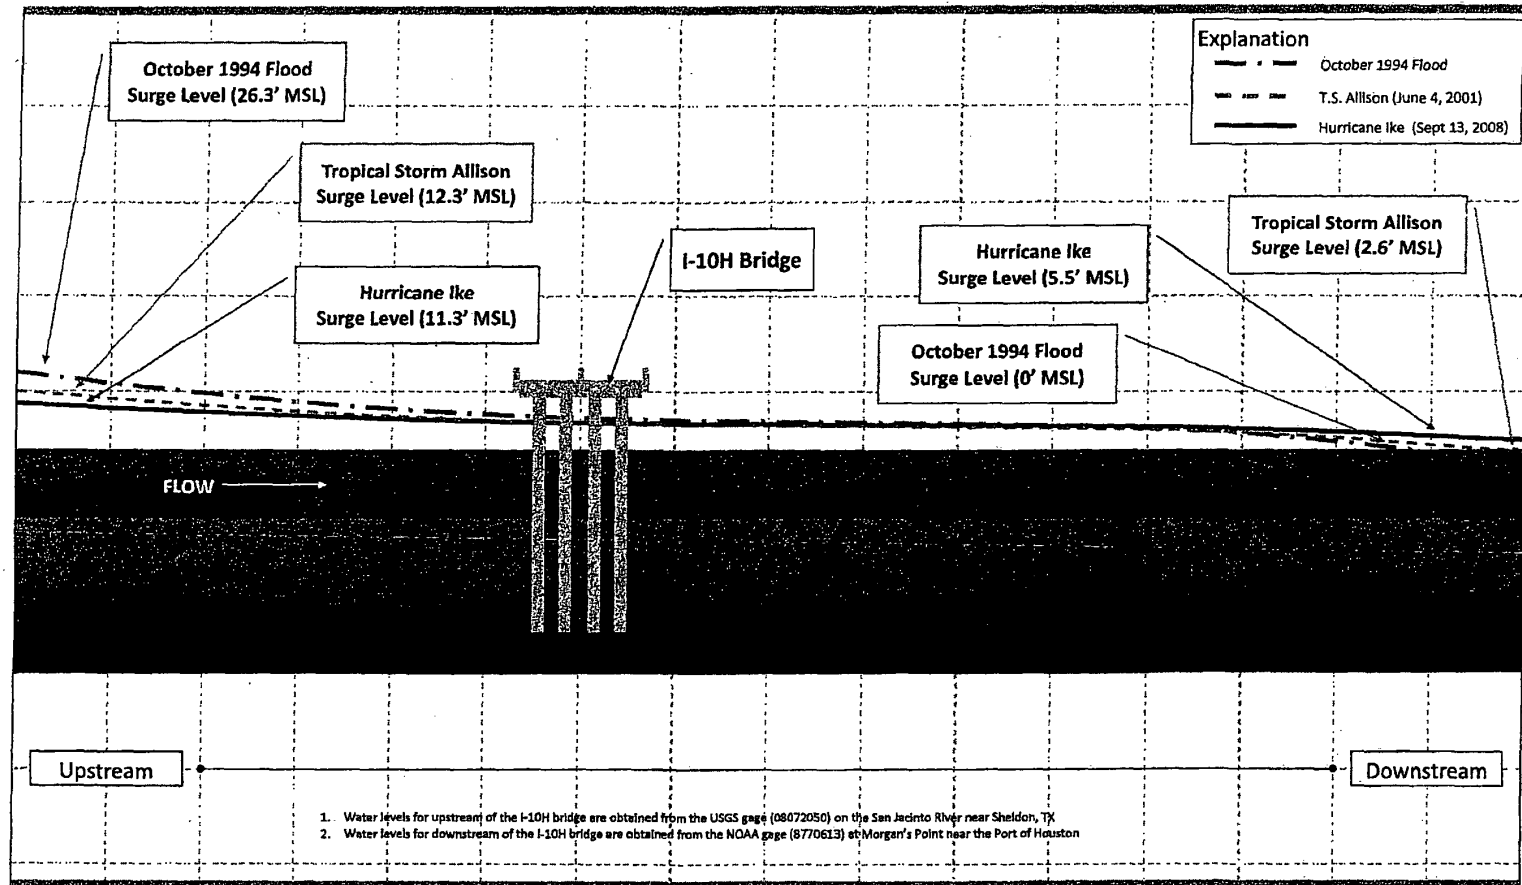 Explanation
October 1994 Flood
T.S. Allison (June 4, 2001)
Hurricane Ike (Sept 13, 2008)
October 1994 Flood
Surge Level (26.3' MSL)
Tropical Storm Allison
Surge Level (12.3' MSL)
Hurricane Ike
Surge Level (11.3' MSL)
I-10H Bridge
Hurricane Ike
Surge Level (5.5' MSL)
Tropical Storm Allison
Surge Level (2.6' MSL)
October 1994 Flood
Surge Level (0' MSL)
FLOW
Upstream
Downstream
1. Water levels for upstream of the I-10H bridge are obtained from the USGS gage (08072050) on the San Jacinto River near Sheldon, TX
2. Water levels for downstream of the I-10H bridge are obtained from the NOAA gage (8770613) at Morgan's Point near the Port of Houston